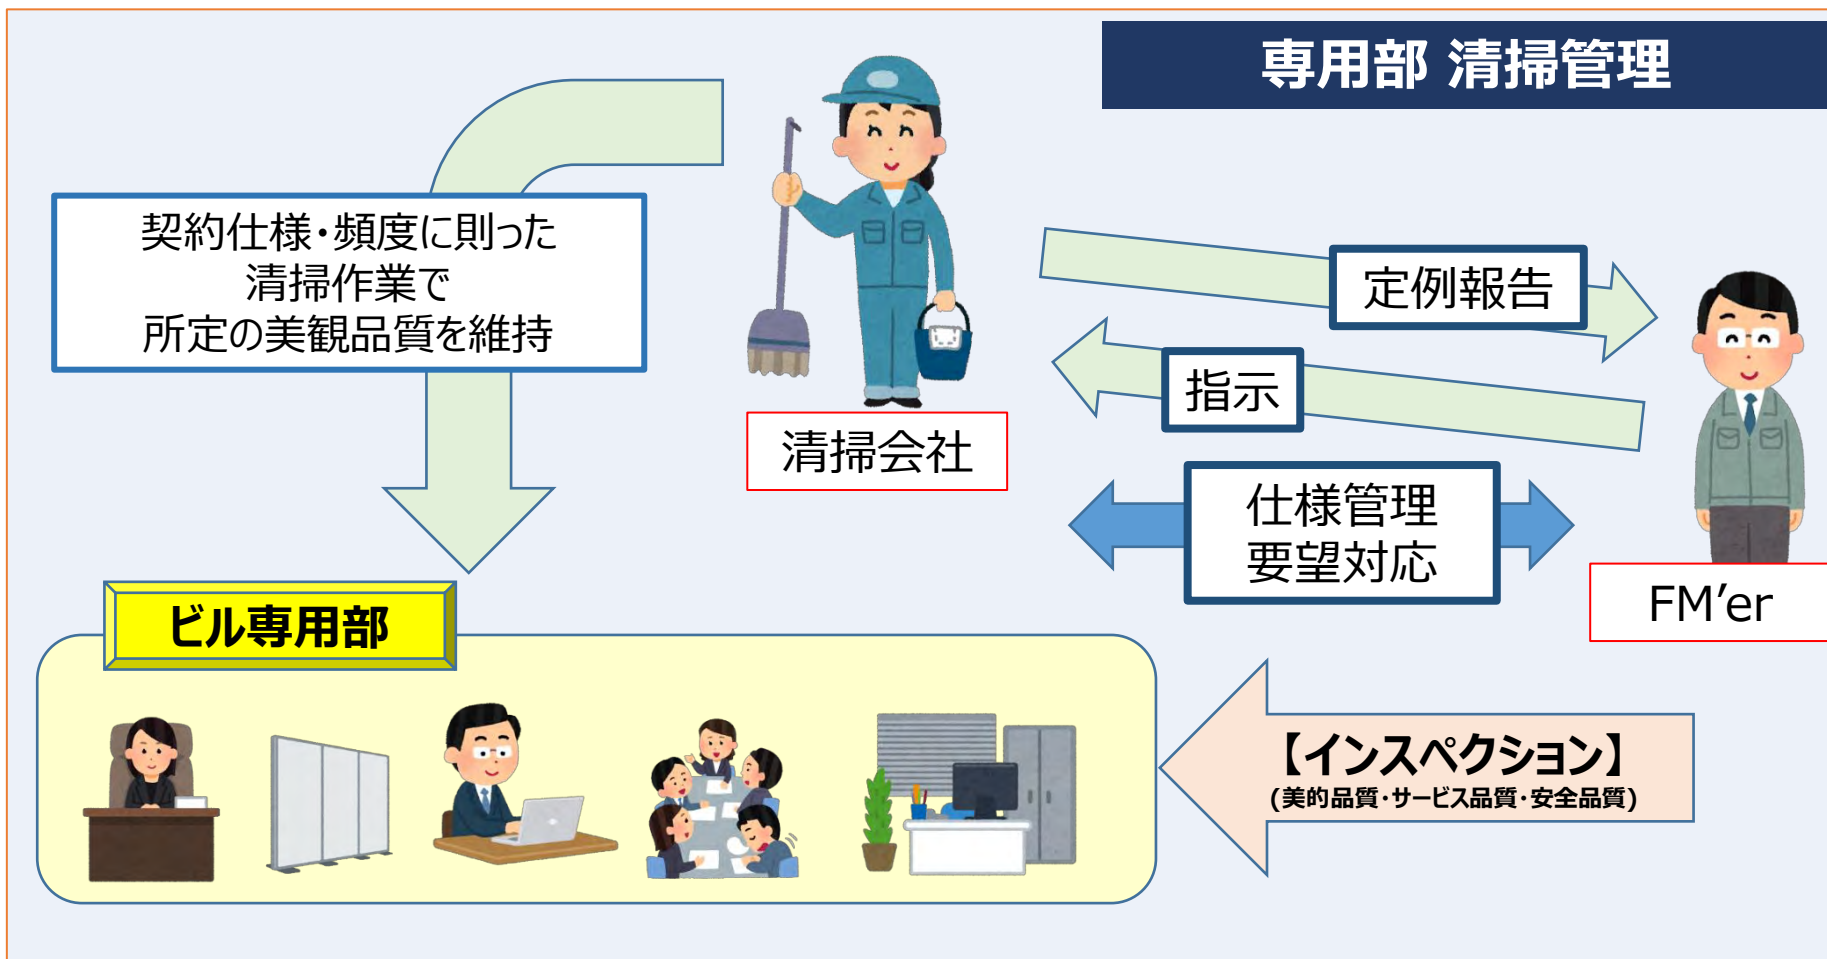 専用部 清掃管理
契約仕様・頻度に則った
清掃作業で
所定の美観品質を維持
定例報告
指示
清掃会社
仕様管理
要望対応
FM’er
ビル専用部
【インスペクション】
(美的品質・サービス品質・安全品質)